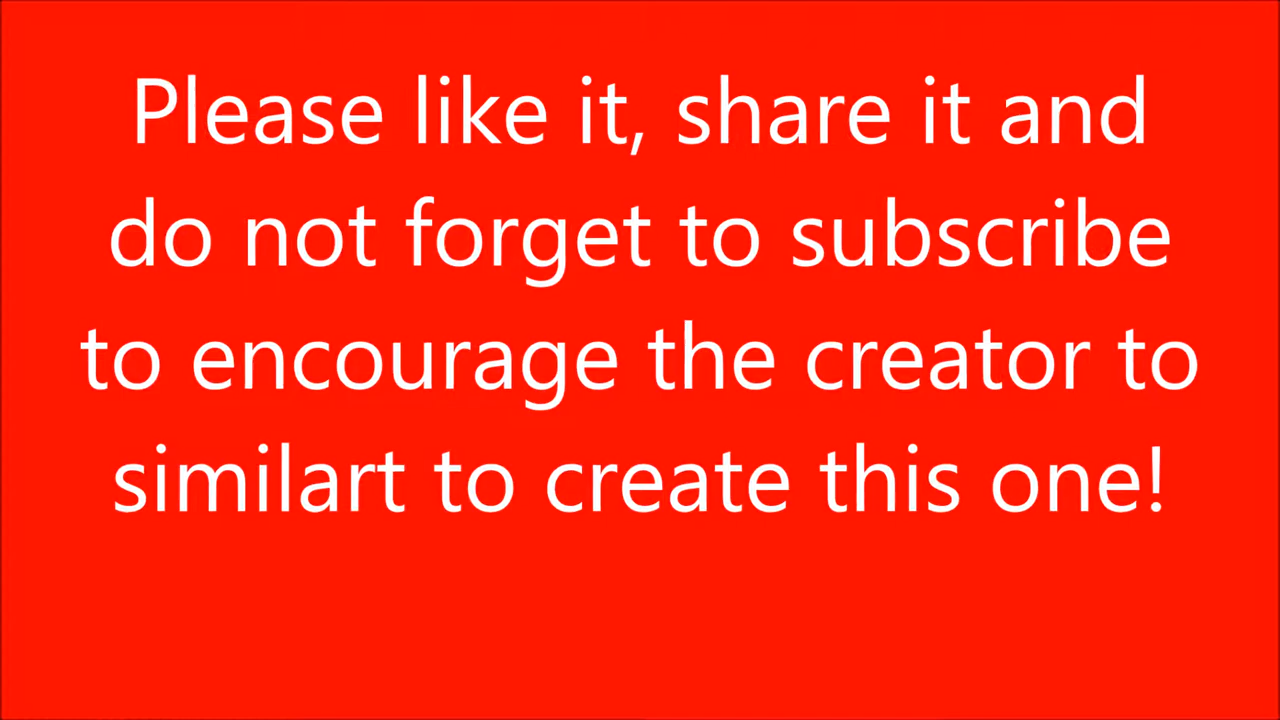 Please like it, share it and
do not forget to subscribe
to encourage the creator to
similart to create this one!